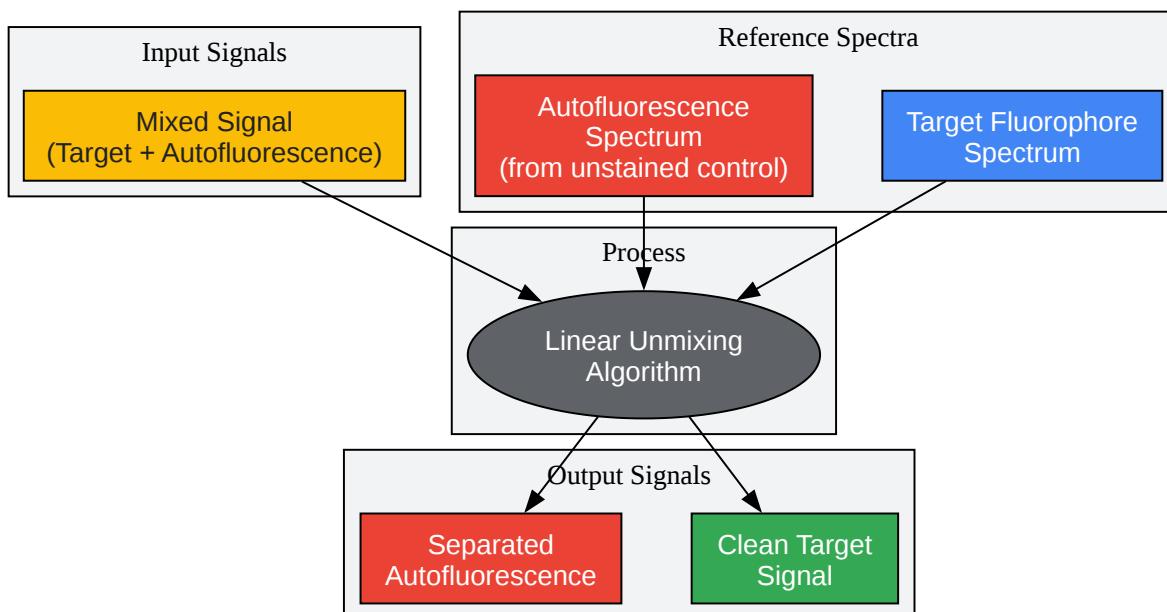 Input Signals
Mixed Signal
(Target + Autofluorescence)
Reference Spectra
Autofluorescence
Spectrum
(from unstained control)
Target Fluorophore
Spectrum
Process
Linear Unmixing
Algorithm
Output Signals
Separated
Autofluorescence
Clean Target
Signal